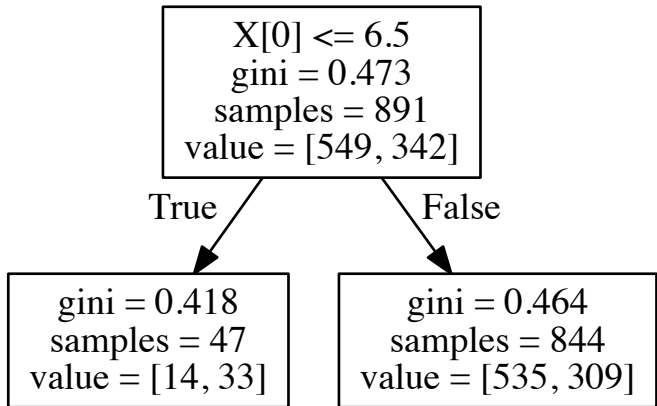 X[0] <= 6.5
gini = 0.473
samples = 891
value = [549, 342]
True
False
gini = 0.418
samples = 47
value = [14, 33]
gini = 0.464
samples = 844
value = [535, 309]